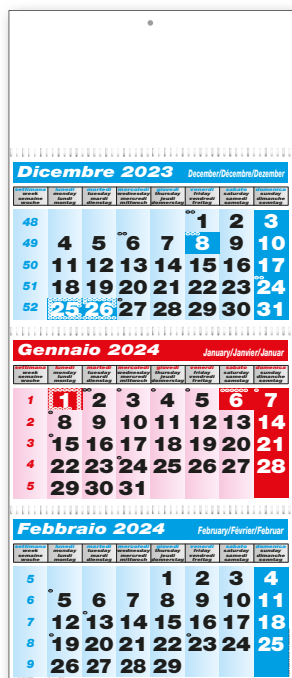 Dicembre 2023 December/Décembre/Dezember
settimana week semaine woche lunedì monday lundi montag martedì tuesday mardi dienstag mercoledì wednesday mercredi mittwoch giovedì thursday jeudi donnerstag venerdì friday vendredi freitag sabato saturday samedi samstag domenica sunday dimanche sonntag
48 1 2 3
49 4 5 6 7 8 9 10
50 11 12 13 14 15 16 17
51 18 19 20 21 22 23 24
52 25 26 27 28 29 30 31
Gennaio 2024 January/Janvier/Januar
settimana week semaine woche lunedì monday lundi montag martedì tuesday mardi dienstag mercoledì wednesday mercredi mittwoch giovedì thursday jeudi donnerstag venerdì friday vendredi freitag sabato saturday samedi samstag domenica sunday dimanche sonntag
1 1 2 3 4 5 6 7
2 8 9 10 11 12 13 14
3 15 16 17 18 19 20 21
4 22 23 24 25 26 27 28
5 29 30 31
Febbraio 2024 February/Février/Februar
settimana week semaine woche lunedì monday lundi montag martedì tuesday mardi dienstag mercoledì wednesday mercredi mittwoch giovedì thursday jeudi donnerstag venerdì friday vendredi freitag sabato saturday samedi samstag domenica sunday dimanche sonntag
5 1 2 3 4
6 5 6 7 8 9 10 11
7 12 13 14 15 16 17 18
8 19 20 21 22 23 24 25
9 26 27 28 29